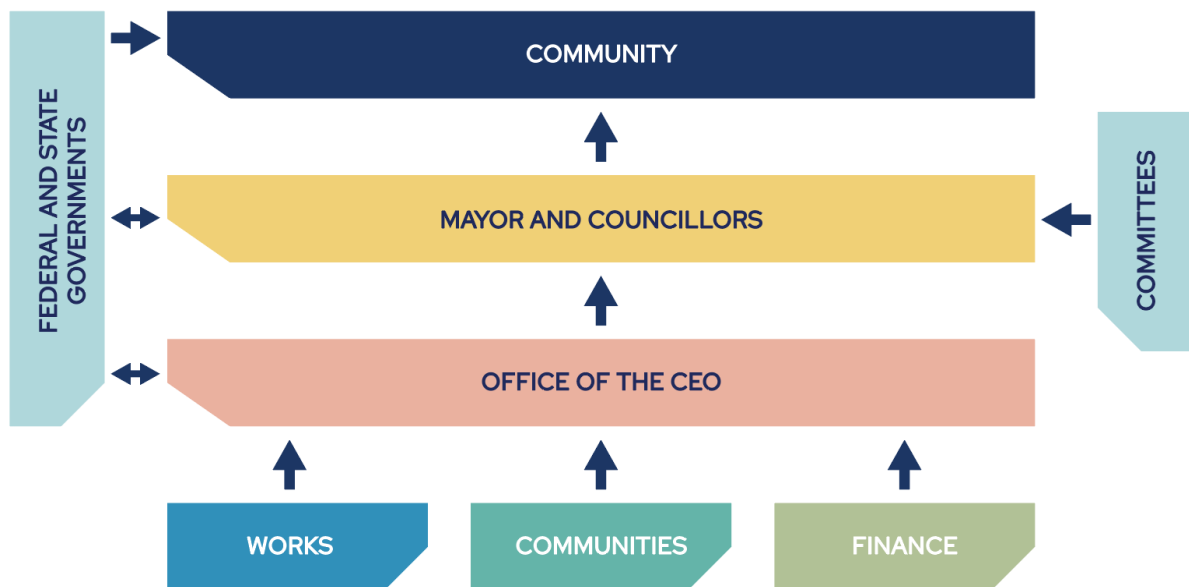 COMMUNITY
FEDERAL AND STATE
GOVERNMENTS
MAYOR AND COUNCILLORS
COMMITTEES
OFFICE OF THE CEO
WORKS
COMMUNITIES
FINANCE